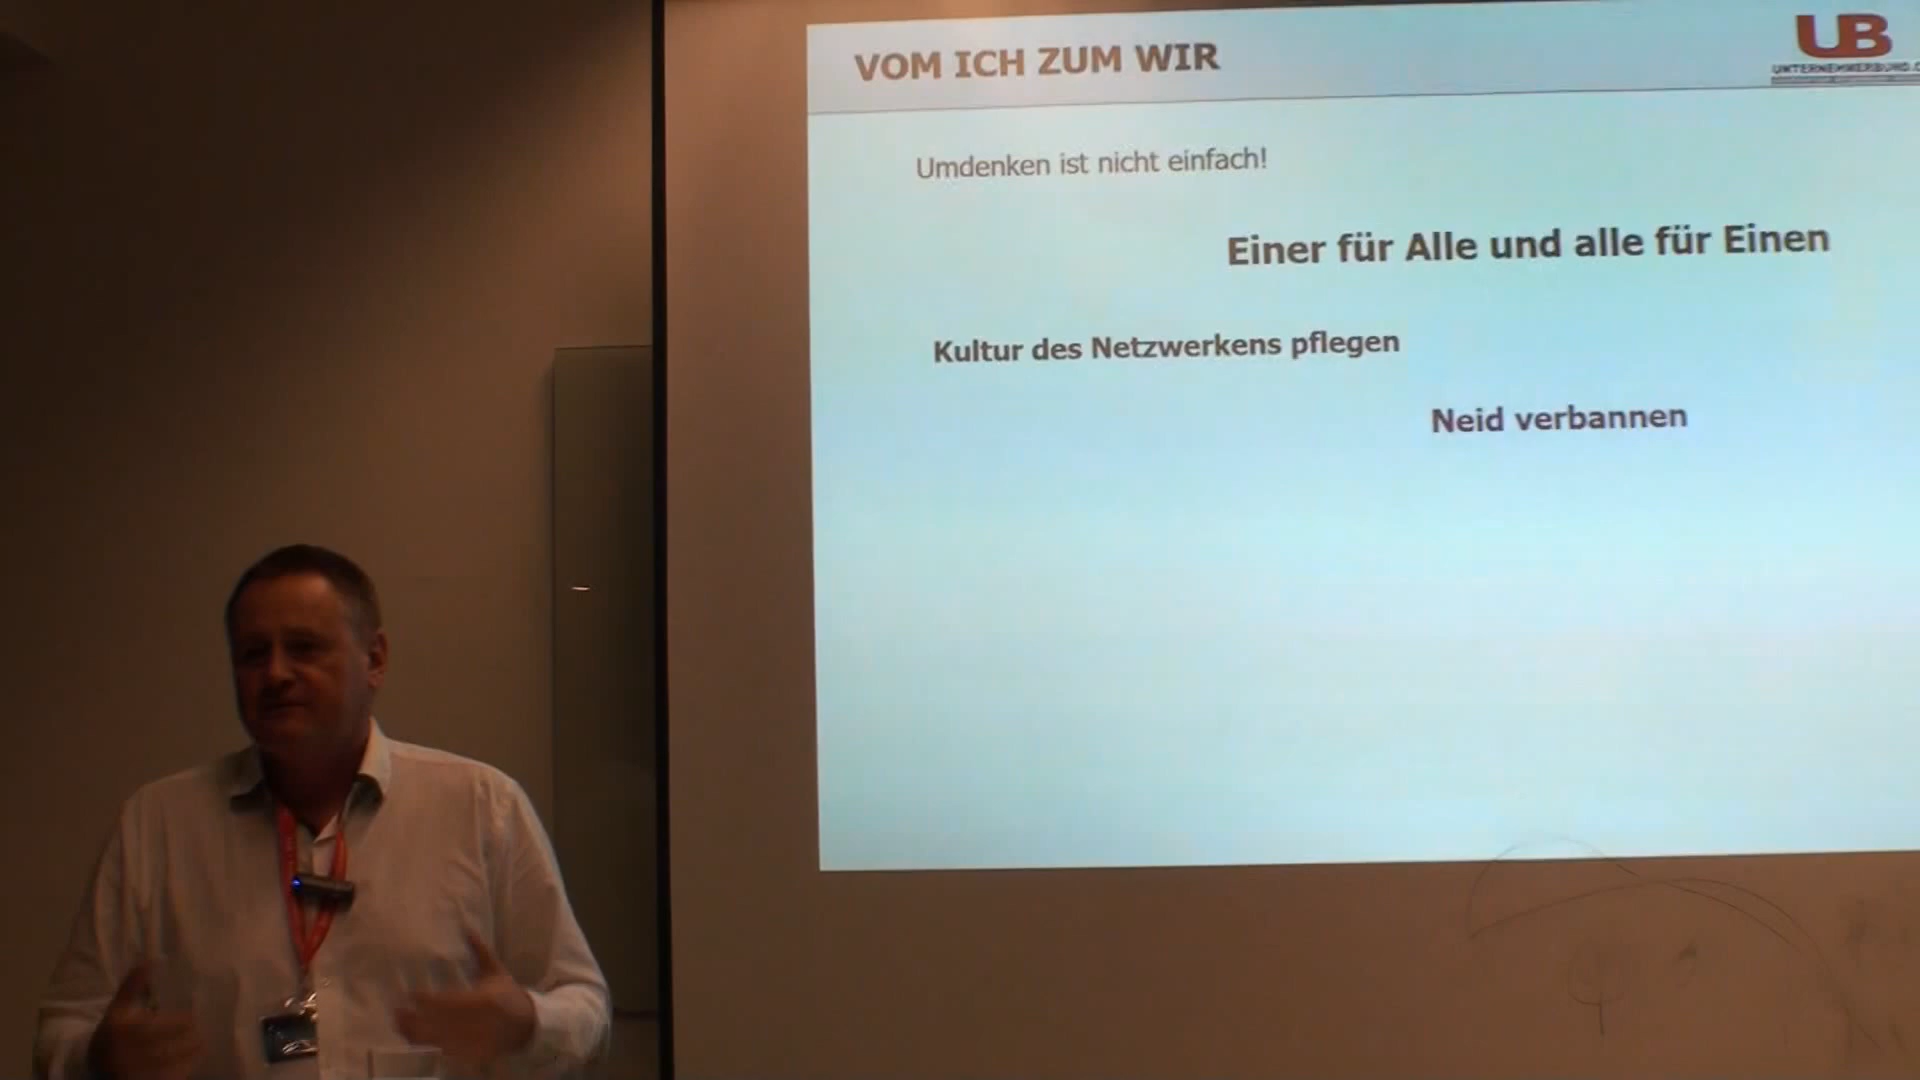 VOM ICH ZUM WIR
UB
Umdenken ist nicht einfach!
Einer für Alle und alle für Einen
Kultur des Netzwerkens pflegen
Neid verbannen